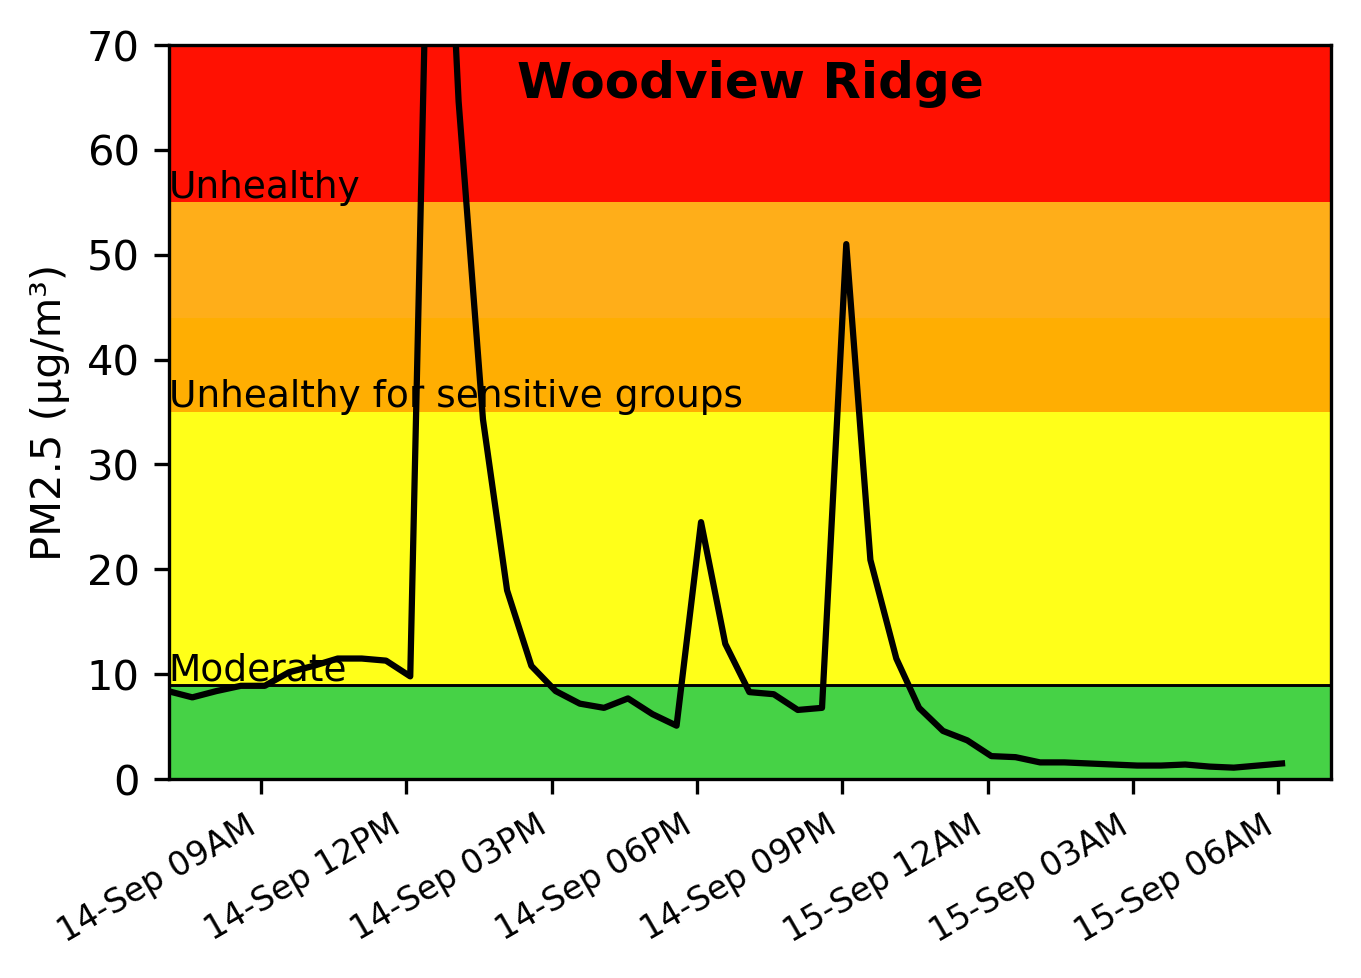 Woodview Ridge
PM2.5 (µg/m³)
70
60
50
40
30
20
10
0
Unhealthy
Unhealthy for sensitive groups
Moderate
14-Sep 09AM
14-Sep 12PM
14-Sep 03PM
14-Sep 06PM
14-Sep 09PM
15-Sep 12AM
15-Sep 03AM
15-Sep 06AM